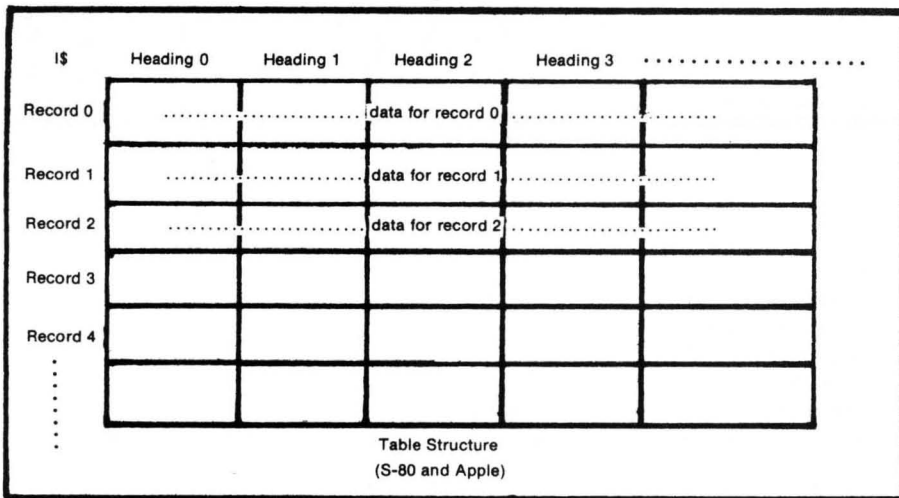 I$ Heading 0 Heading 1 Heading 2 Heading 3 . . . . . . . . . . . . . . . . . . .
Record 0 . . . . . . . . . . . . . . . . . . data for record 0 . . . . . . . . . . . . . . . . . .
Record 1 . . . . . . . . . . . . . . . . . . data for record 1 . . . . . . . . . . . . . . . . . .
Record 2 . . . . . . . . . . . . . . . . . . data for record 2 . . . . . . . . . . . . . . . . . .
Record 3
Record 4
Table Structure
(S-80 and Apple)